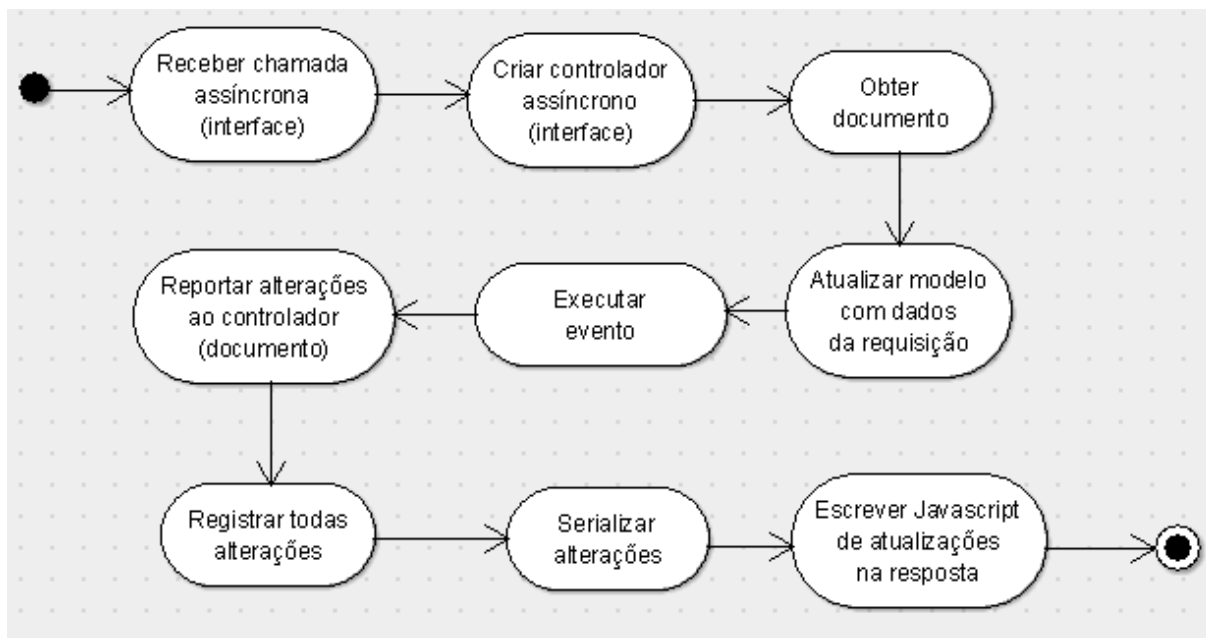 Receber chamada
assíncrona
(interface)
Criar controlador
assíncrono
(interface)
Obter
documento
Atualizar modelo
com dados
da requisição
Executar
evento
Reportar alterações
ao controlador
(documento)
Registrar todas
alterações
Serializar
alterações
Escrever Javascript
de atualizações
na resposta